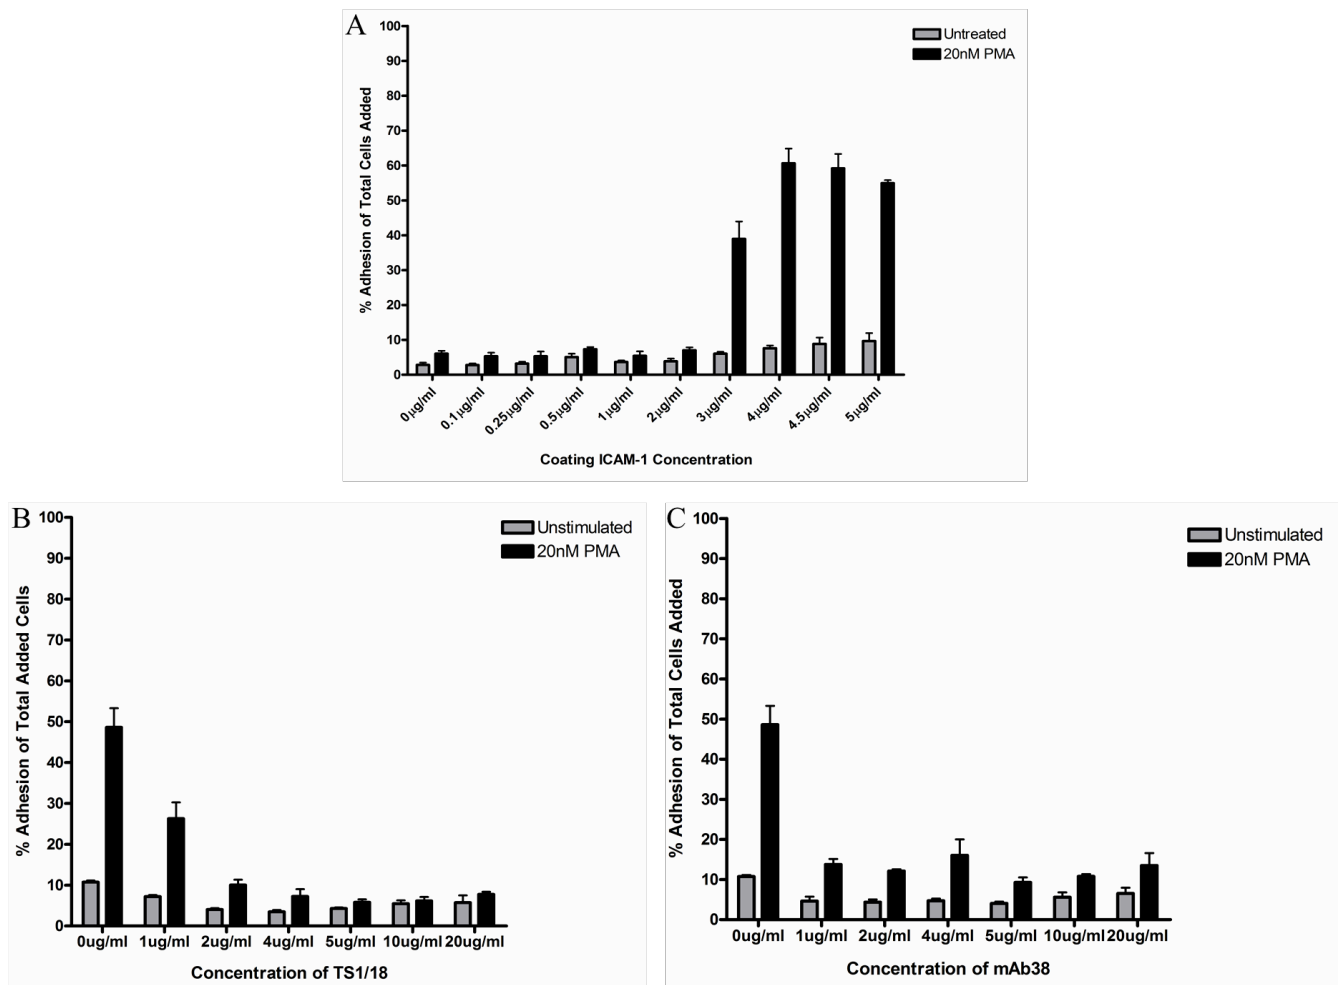 A
Untreated
20nM PMA
100
90
80
70
60
50
40
30
20
10
0
% Adhesion of Total Cells Added
0µg/ml 0.1µg/ml 0.25µg/ml 0.5µg/ml 1µg/ml 2µg/ml 3µg/ml 4µg/ml 4.5µg/ml 5µg/ml
Coating ICAM-1 Concentration
B
Unstimulated
20nM PMA
100
90
80
70
60
50
40
30
20
10
0
% Adhesion of Total Added Cells
0ug/ml 1ug/ml 2ug/ml 4ug/ml 5ug/ml 10ug/ml 20ug/ml
Concentration of TS1/18
C
Unstimulated
20nM PMA
100
90
80
70
60
50
40
30
20
10
0
% Adhesion of Total Cells Added
0ug/ml 1ug/ml 2ug/ml 4ug/ml 5ug/ml 10ug/ml 20ug/ml
Concentration of mAb38